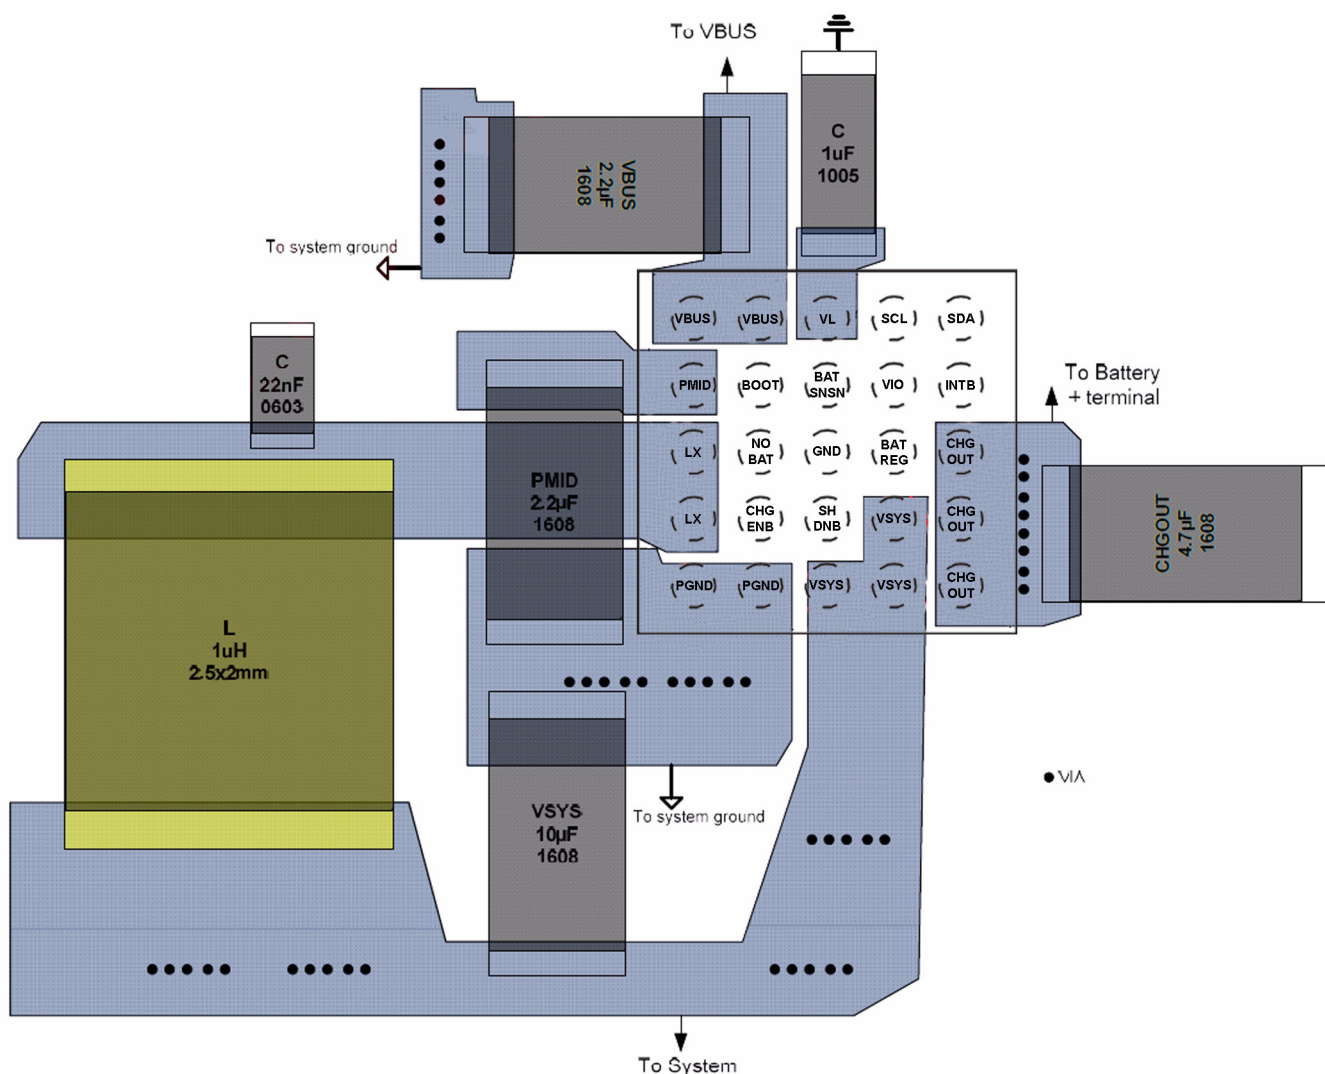 To VBUS
C
1uF
1005
VBUS
2.2µF
1608
To system ground
VBUS
VBUS
VL
SCL
SDA
C
22nF
0603
PMID
BOOT
BAT
SNSN
VIO
INTB
To Battery
+ terminal
LX
NO
BAT
GND
BAT
REG
CHG
OUT
PMID
2.2µF
1608
LX
CHG
ENB
SH
DNB
VSYS
CHG
OUT
CHGOUT
4.7µF
1608
PGND
PGND
VSYS
VSYS
CHG
OUT
L
1uH
2.5x2mm
VIA
VSYS
10µF
1608
To system ground
To System